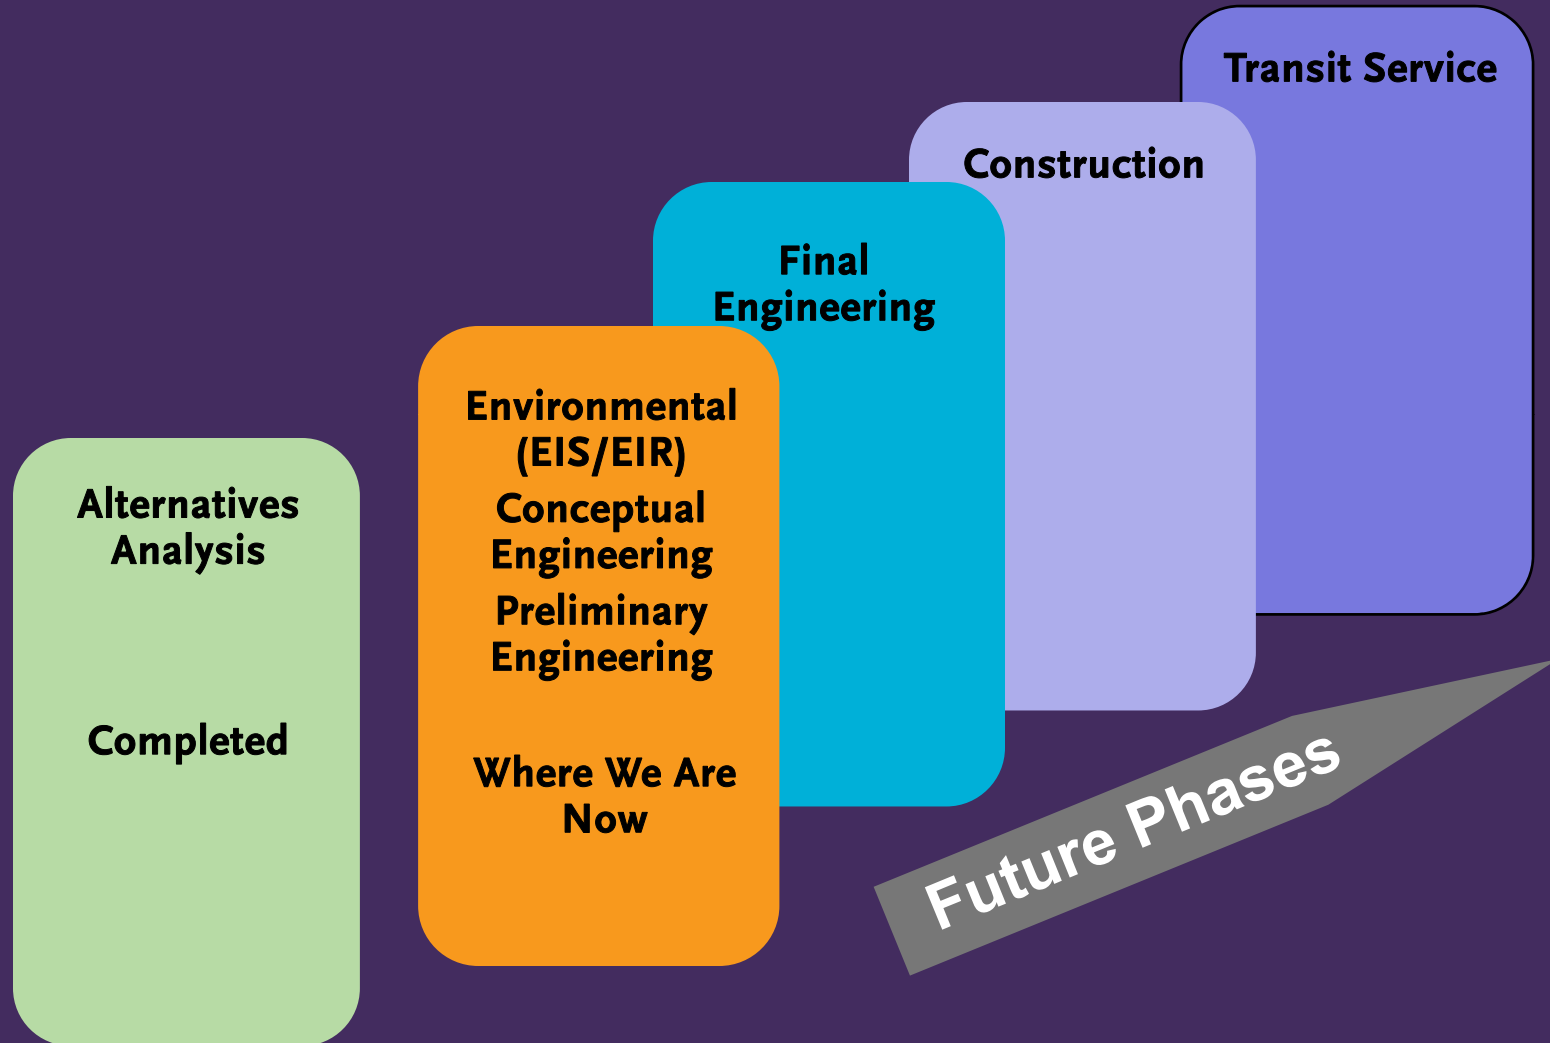 Alternatives
Analysis
Completed
Environmental
(EIS/EIR)
Conceptual
Engineering
Preliminary
Engineering
Where We Are
Now
Final
Engineering
Construction
Transit Service
Future Phases